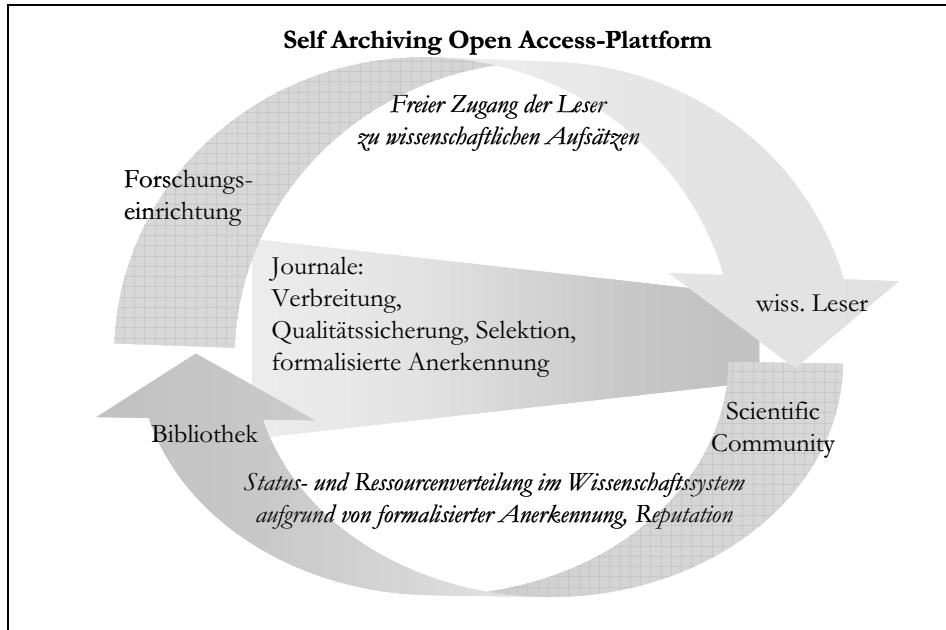 Self Archiving Open Access-Plattform
Freier Zugang der Leser
zu wissenschaftlichen Aufsätzen
Forschungs-
einrichtung
Journale:
Verbreitung,
Qualitätssicherung, Selektion,
formalisierte Anerkennung
wiss. Leser
Scientific
Community
Bibliothek
Status- und Ressourcenverteilung im Wissenschaftssystem
aufgrund von formalisierter Anerkennung, Reputation